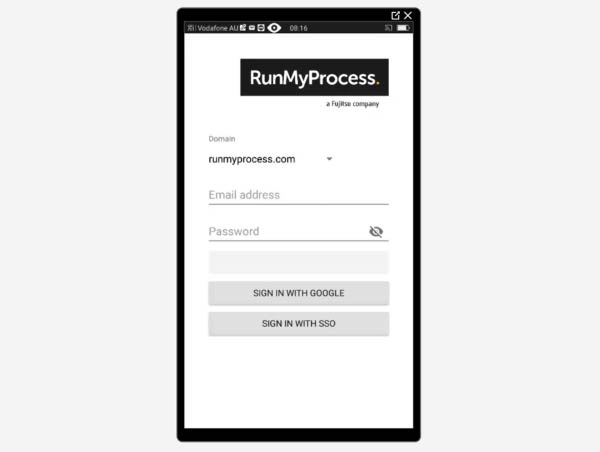 Vodafone AU 08:16
RunMyProcess.
a Fujitsu company
Domain
runmyprocess.com
Email address
Password
SIGN IN WITH GOOGLE
SIGN IN WITH SSO